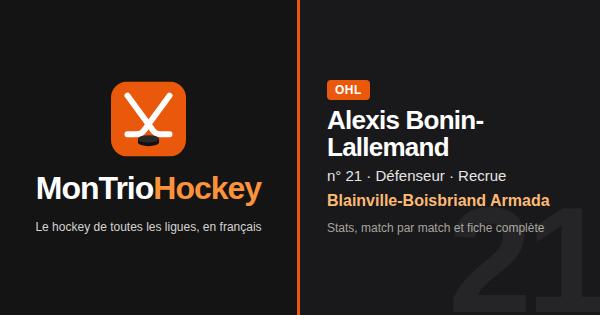 MonTrioHockey
Le hockey de toutes les ligues, en français
OHL
Alexis Bonin-
Lallemand
n° 21 · Défenseur · Recrue
Blainville-Boisbriand Armada
Stats, match par match et fiche complète
21